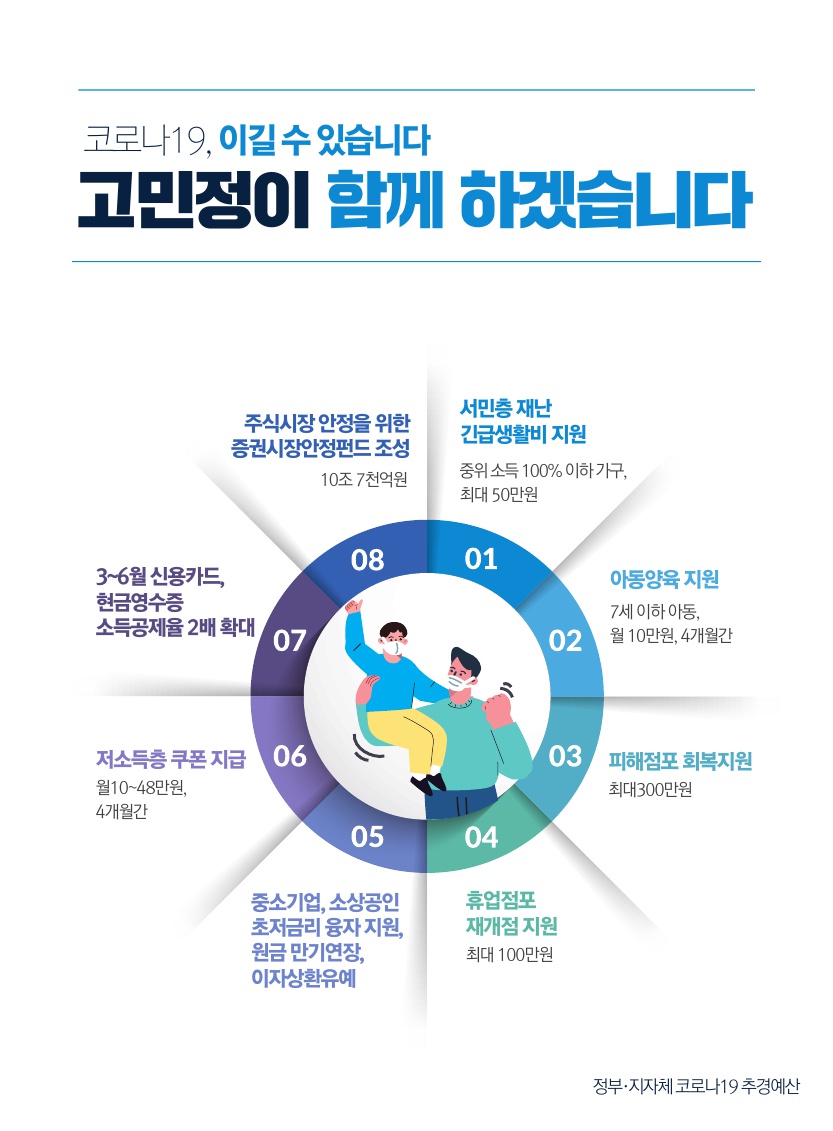 코로나19, 이길 수 있습니다
고민정이 함께 하겠습니다
01
서민층 재난
긴급생활비 지원
중위 소득 100% 이하 가구,
최대 50만원
02
아동양육 지원
7세 이하 아동,
월 10만원, 4개월간
03
피해점포 회복지원
최대300만원
04
휴업점포
재개점 지원
최대 100만원
05
중소기업, 소상공인
초저금리 융자 지원,
원금 만기연장,
이자상환유예
06
저소득층 쿠폰 지급
월10~48만원,
4개월간
07
3~6월 신용카드,
현금영수증
소득공제율 2배 확대
08
주식시장 안정을 위한
증권시장안정펀드 조성
10조 7천억원
정부·지자체 코로나19 추경예산